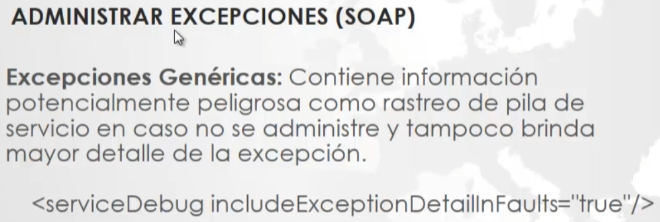 ADMINISTRAR EXCEPCIONES (SOAP)
Excepciones Genéricas: Contiene información
potencialmente peligrosa como rastreo de pila de
servicio en caso no se administre y tampoco brinda
mayor detalle de la excepción.
<serviceDebug includeExceptionDetailInFaults="true"/>